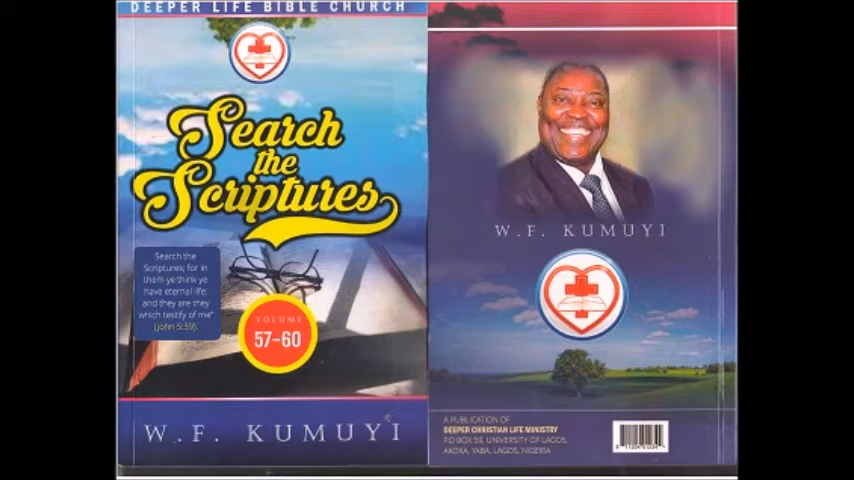 DEEPER LIFE BIBLE CHURCH
Search
the
Scriptures
Search the
Scriptures; for in
them ye think ye
have eternal life:
and they are they
which testify of me"
(John 5:39).
VOLUME
57-60
W.F. KUMUYI
W.F. KUMUYI
A PUBLICATION OF
DEEPER CHRISTIAN LIFE MINISTRY
P.O BOX 59, UNIVERSITY OF LAGOS,
AKOKA, YABA, LAGOS, NIGERIA